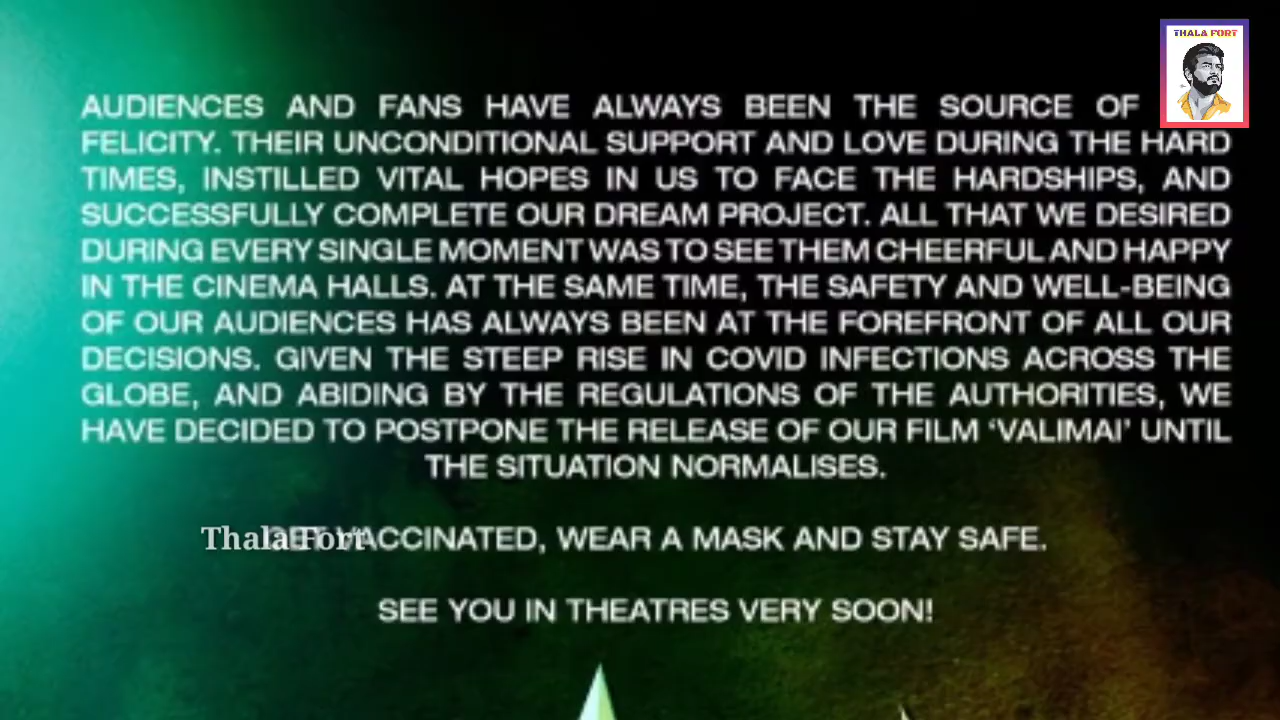 THALA FORT
AUDIENCES AND FANS HAVE ALWAYS BEEN THE SOURCE OF
FELICITY. THEIR UNCONDITIONAL SUPPORT AND LOVE DURING THE HARD
TIMES, INSTILLED VITAL HOPES IN US TO FACE THE HARDSHIPS, AND
SUCCESSFULLY COMPLETE OUR DREAM PROJECT. ALL THAT WE DESIRED
DURING EVERY SINGLE MOMENT WAS TO SEE THEM CHEERFUL AND HAPPY
IN THE CINEMA HALLS. AT THE SAME TIME, THE SAFETY AND WELL-BEING
OF OUR AUDIENCES HAS ALWAYS BEEN AT THE FOREFRONT OF ALL OUR
DECISIONS. GIVEN THE STEEP RISE IN COVID INFECTIONS ACROSS THE
GLOBE, AND ABIDING BY THE REGULATIONS OF THE AUTHORITIES, WE
HAVE DECIDED TO POSTPONE THE RELEASE OF OUR FILM ‘VALIMAI’ UNTIL
THE SITUATION NORMALISES.
Thala Fort
GET VACCINATED, WEAR A MASK AND STAY SAFE.
SEE YOU IN THEATRES VERY SOON!